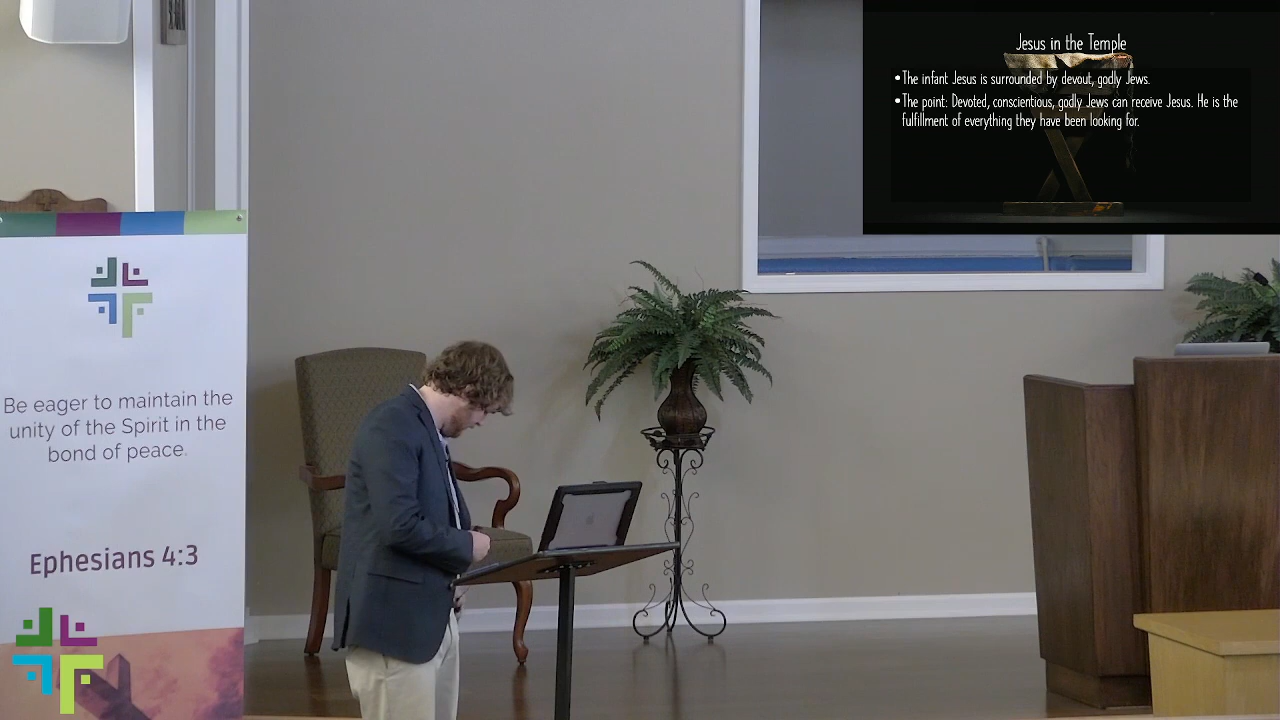 Jesus in the Temple
•The infant Jesus is surrounded by devout, godly Jews.
•The point: Devoted, conscientious, godly Jews can receive Jesus. He is the
fulfillment of everything they have been looking for.
Be eager to maintain the
unity of the Spirit in the
bond of peace.
Ephesians 4:3